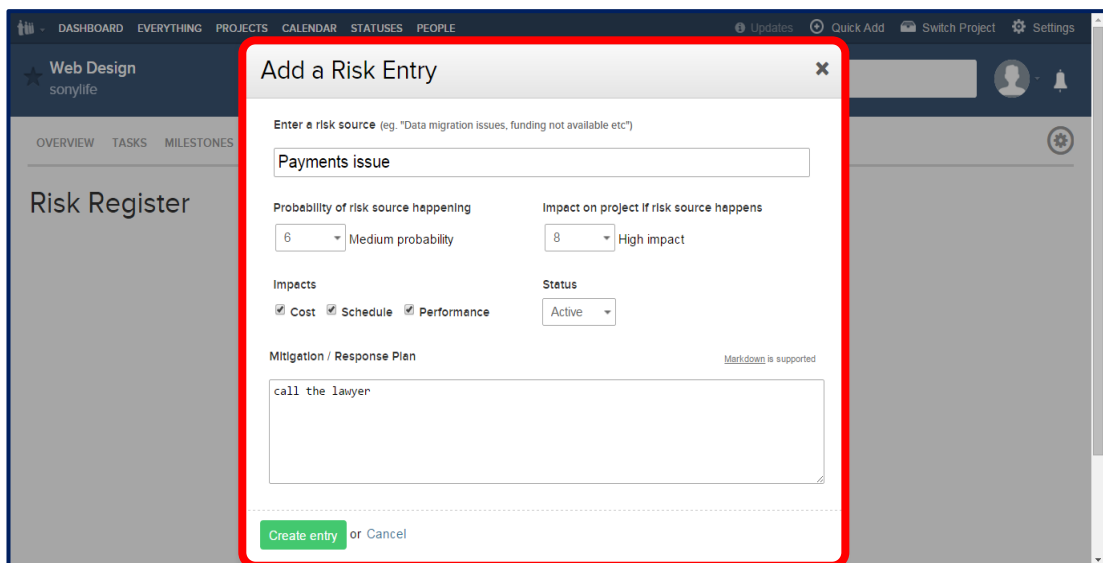 DASHBOARD EVERYTHING PROJECTS CALENDAR STATUSES PEOPLE Updates Quick Add Switch Project Settings
Web Design
sonylife
OVERVIEW TASKS MILESTONES
Risk Register
Add a Risk Entry
Enter a risk source (eg. "Data migration issues, funding not available etc")
Payments issue
Probability of risk source happening Impact on project if risk source happens
6 Medium probability 8 High impact
Impacts Status
Cost Schedule Performance Active
Mitigation / Response Plan Markdown is supported
call the lawyer
Create entry or Cancel